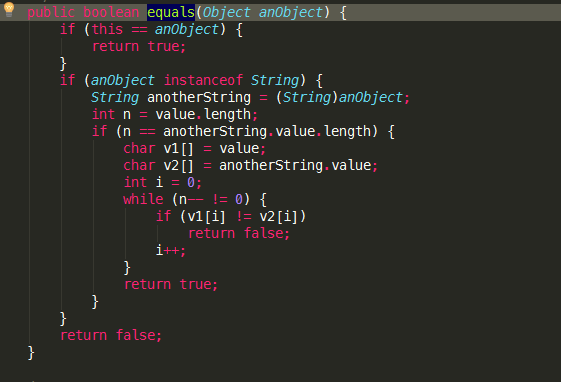 public boolean equals(Object anObject) {
if (this == anObject) {
return true;
}
if (anObject instanceof String) {
String anotherString = (String)anObject;
int n = value.length;
if (n == anotherString.value.length) {
char v1[] = value;
char v2[] = anotherString.value;
int i = 0;
while (n-- != 0) {
if (v1[i] != v2[i])
return false;
i++;
}
return true;
}
}
return false;
}